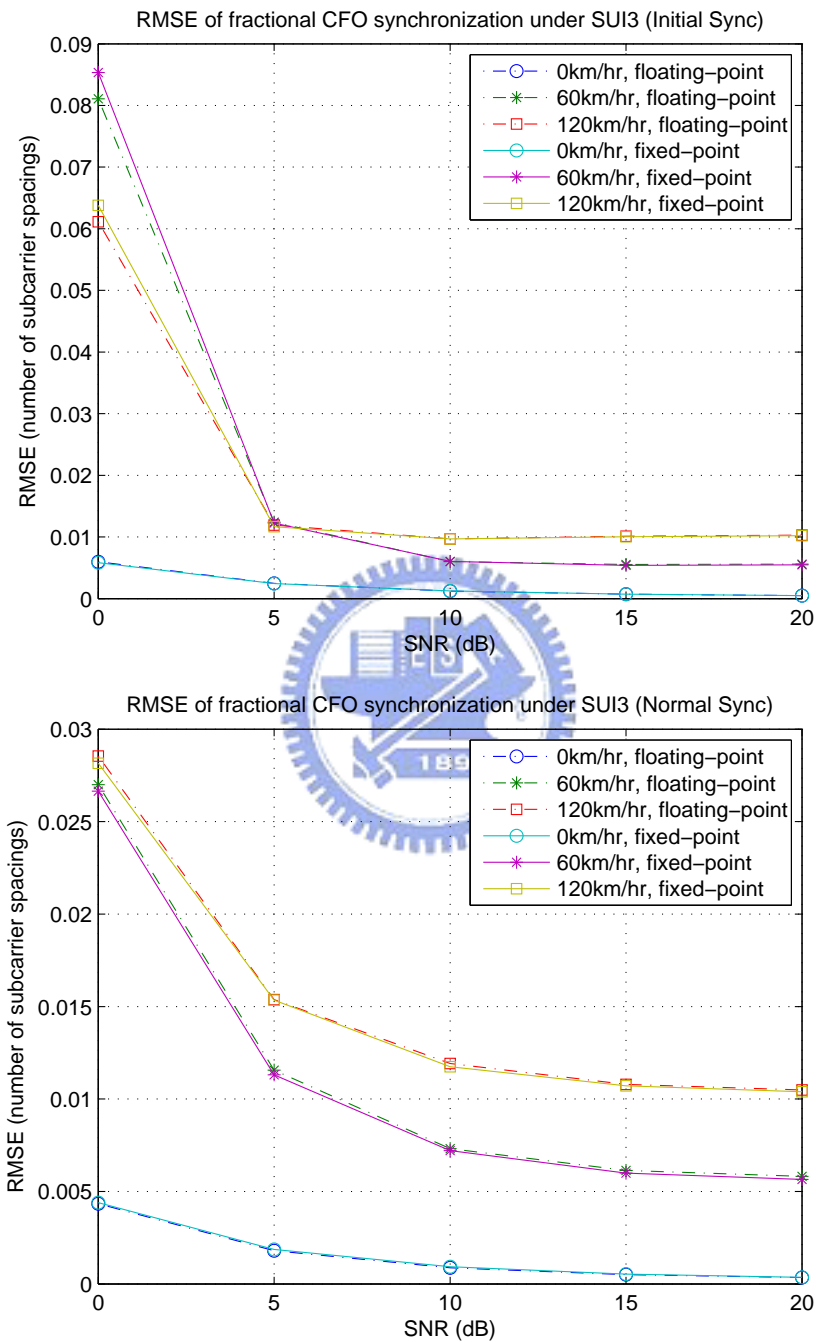 RMSE of fractional CFO synchronization under SUI3 (Initial Sync)
0.09
0.08
0.07
0.06
0.05
0.04
0.03
0.02
0.01
0
RMSE (number of subcarrier spacings)
0km/hr, floating−point
60km/hr, floating−point
120km/hr, floating−point
0km/hr, fixed−point
60km/hr, fixed−point
120km/hr, fixed−point
0 5 10 15 20
SNR (dB)
E S
RMSE of fractional CFO synchronization under SUI3 (Normal Sync)
0.03
0.025
0.02
0.015
0.01
0.005
0
RMSE (number of subcarrier spacings)
0km/hr, floating−point
60km/hr, floating−point
120km/hr, floating−point
0km/hr, fixed−point
60km/hr, fixed−point
120km/hr, fixed−point
189
0 5 10 15 20
SNR (dB)